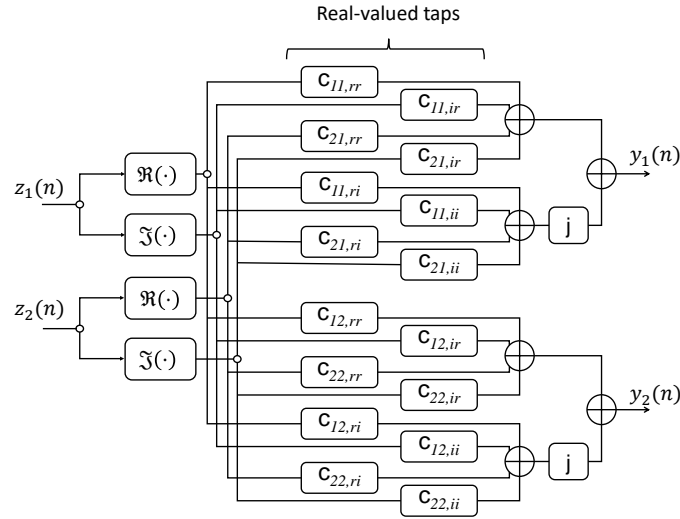 Real-valued taps
c11,rr
c11,ir
c21,rr
c21,ir
y1(n)
z1(n)
ℜ(·)
c11,ri
c11,ii
ℑ(·)
c21,ri
j
c21,ii
z2(n)
ℜ(·)
c12,rr
c12,ir
ℑ(·)
c22,rr
c22,ir
y2(n)
c12,ri
c12,ii
j
c22,ri
c22,ii